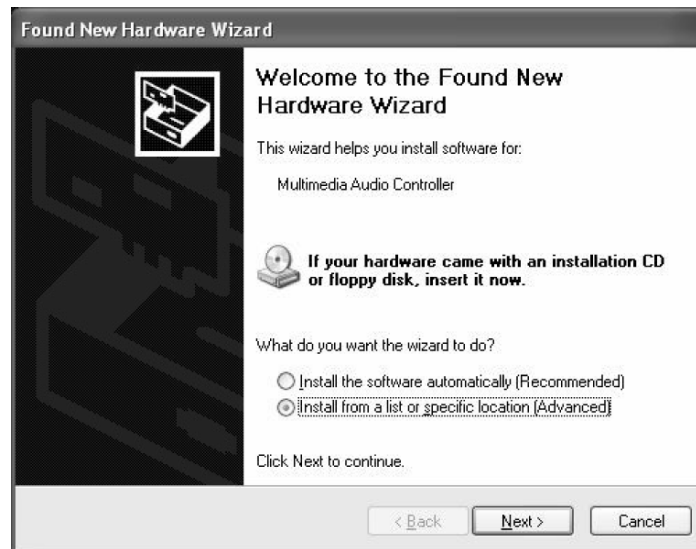 Found New Hardware Wizard
Welcome to the Found New
Hardware Wizard
This wizard helps you install software for:
Multimedia Audio Controller
If your hardware came with an installation CD
or floppy disk, insert it now.
What do you want the wizard to do?
Install the software automatically (Recommended)
Install from a list or specific location (Advanced)
Click Next to continue.
< Back Next > Cancel